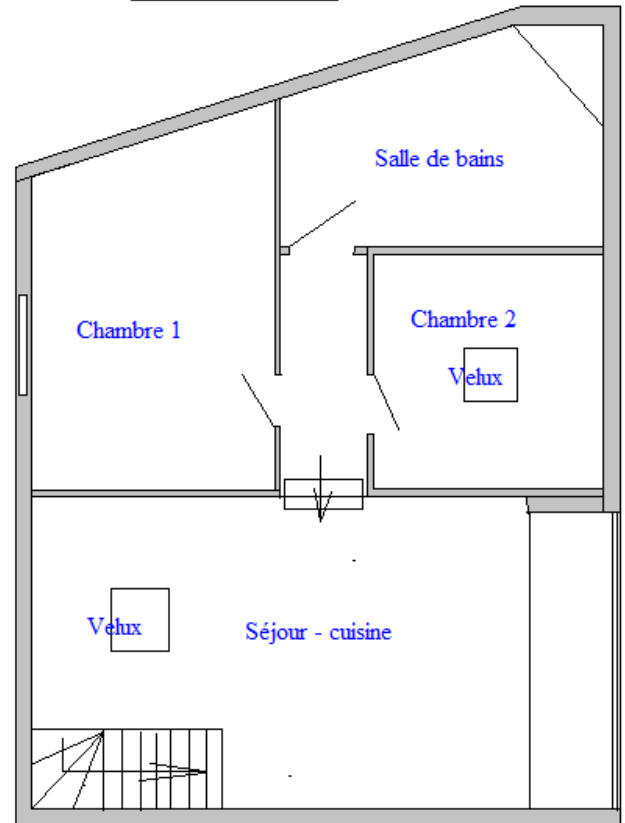 Salle de bains
Chambre 1
Chambre 2
Velux
Velux
Séjour - cuisine